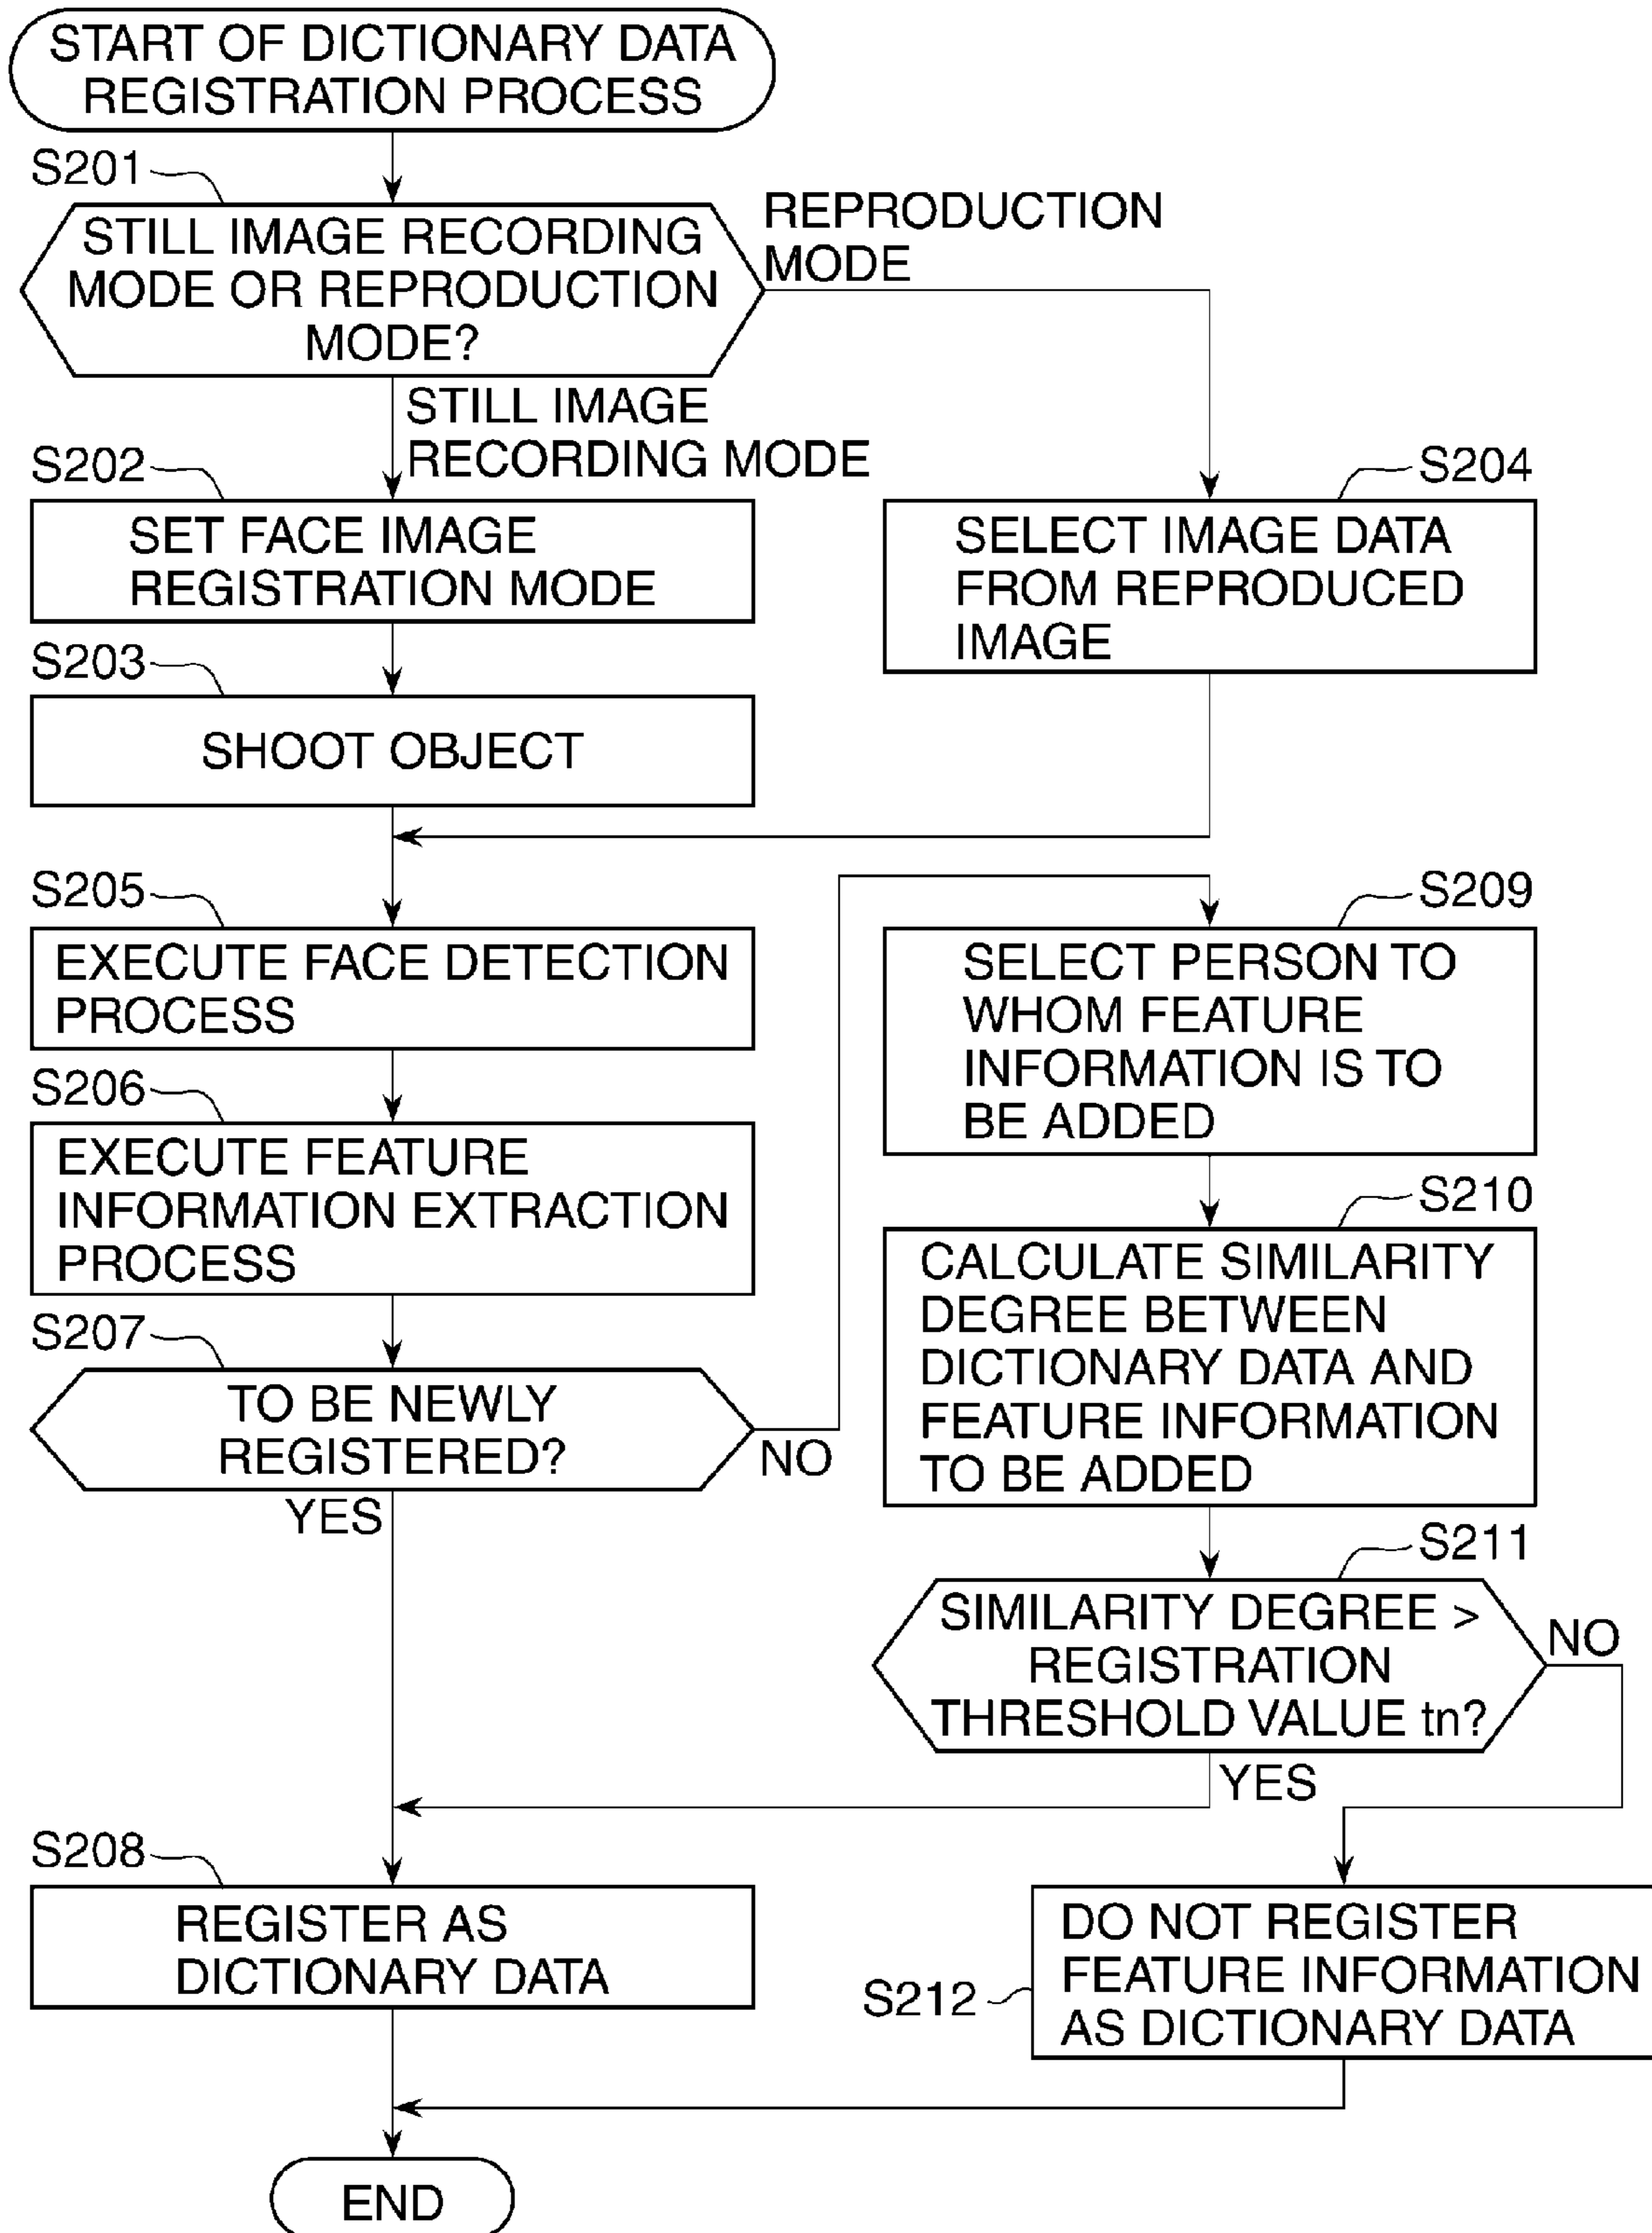 START OF DICTIONARY DATA
REGISTRATION PROCESS
S201
STILL IMAGE RECORDING
MODE OR REPRODUCTION
MODE?
REPRODUCTION
MODE
STILL IMAGE
RECORDING MODE
S202
SET FACE IMAGE
REGISTRATION MODE
S203
SHOOT OBJECT
S204
SELECT IMAGE DATA
FROM REPRODUCED
IMAGE
S205
EXECUTE FACE DETECTION
PROCESS
S206
EXECUTE FEATURE
INFORMATION EXTRACTION
PROCESS
S207
TO BE NEWLY
REGISTERED?
NO
YES
S209
SELECT PERSON TO
WHOM FEATURE
INFORMATION IS TO
BE ADDED
S210
CALCULATE SIMILARITY
DEGREE BETWEEN
DICTIONARY DATA AND
FEATURE INFORMATION
TO BE ADDED
S211
SIMILARITY DEGREE >
REGISTRATION
THRESHOLD VALUE tn?
NO
YES
S208
REGISTER AS
DICTIONARY DATA
S212
DO NOT REGISTER
FEATURE INFORMATION
AS DICTIONARY DATA
END